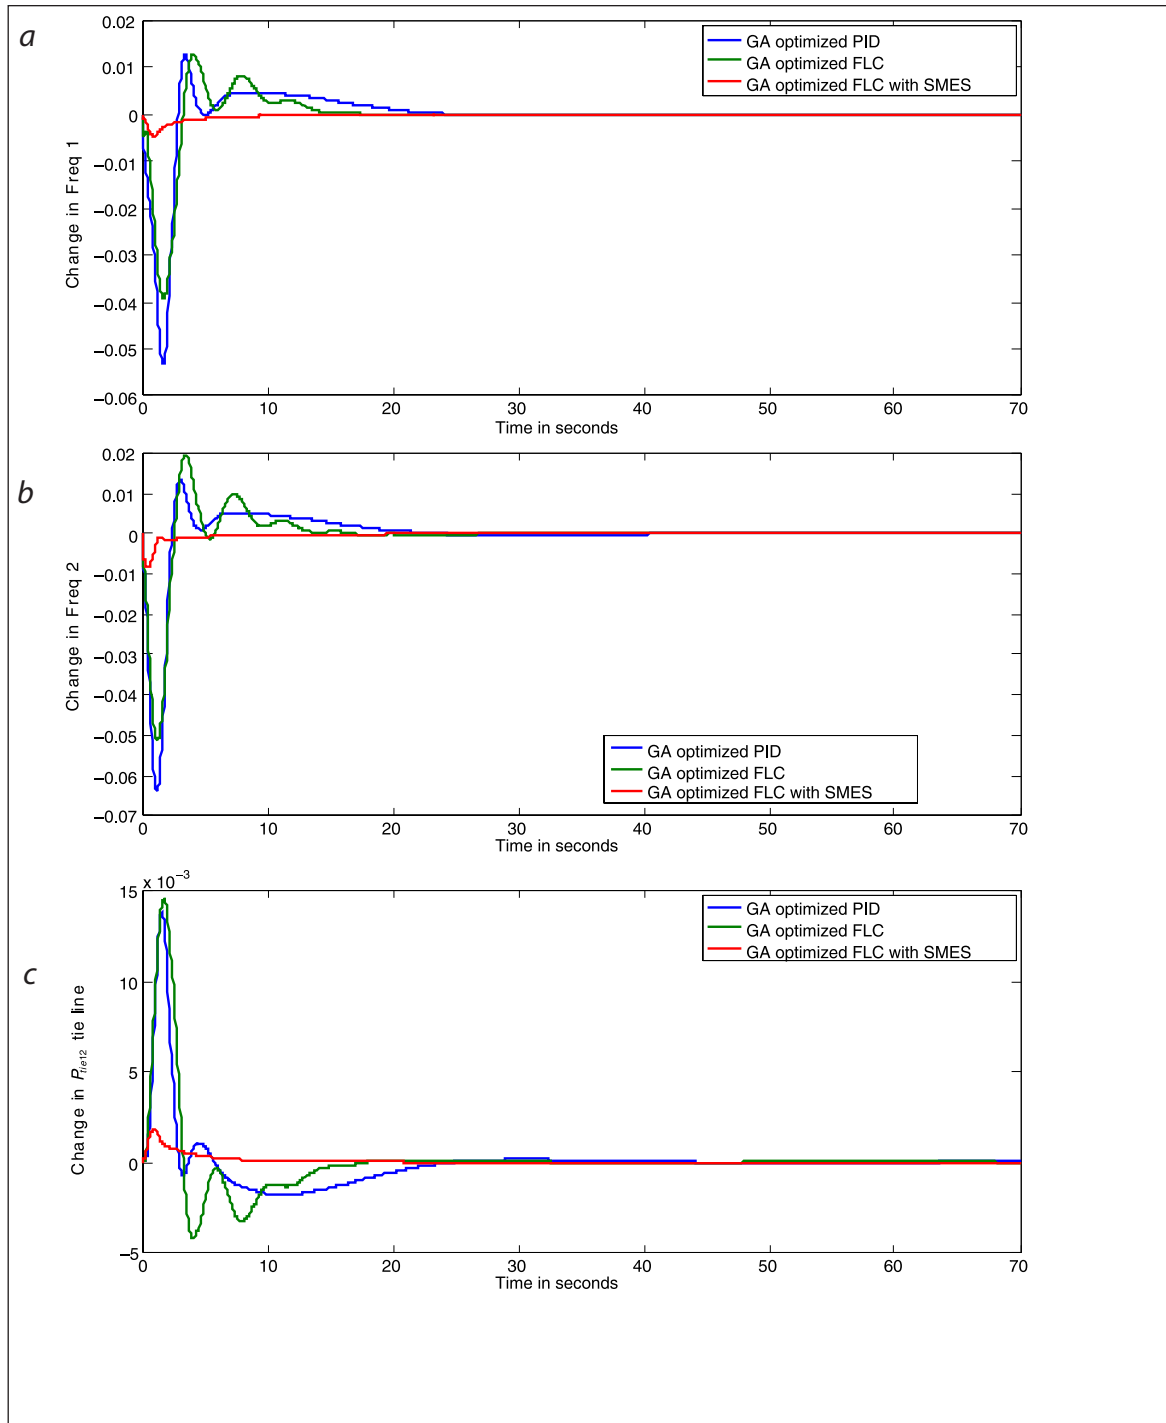 a
0.02
0.01
0
−0.01
−0.02
−0.03
−0.04
−0.05
−0.06
Change in Freq 1
GA optimized PID
GA optimized FLC
GA optimized FLC with SMES
0 10 20 30 40 50 60 70
Time in seconds
b
0.02
0.01
0
−0.01
−0.02
−0.03
−0.04
−0.05
−0.06
−0.07
Change in Freq 2
GA optimized PID
GA optimized FLC
GA optimized FLC with SMES
0 10 20 30 40 50 60 70
Time in seconds
c
x 10⁻³
15
10
5
0
−5
Change in P_tie12 tie line
GA optimized PID
GA optimized FLC
GA optimized FLC with SMES
0 10 20 30 40 50 60 70
Time in seconds